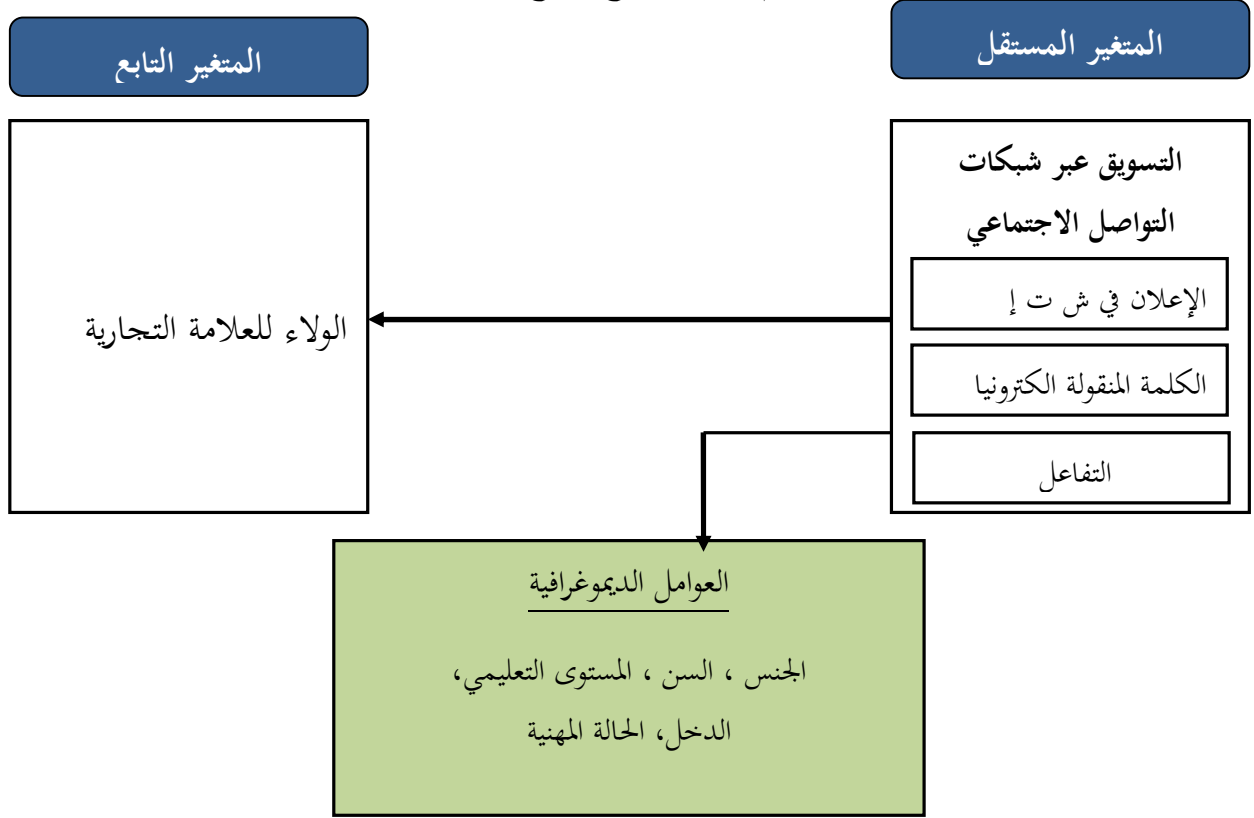 المتغير المستقل
المتغير التابع
التسويق عبر شبكات
التواصل الاجتماعي
الإعلان في ش ت إ
الكلمة المنقولة الكترونيا
التفاعل
الولاء للعلامة التجارية
العوامل الديموغرافية
الجنس ، السن ، المستوى التعليمي،
الدخل، الحالة المهنية